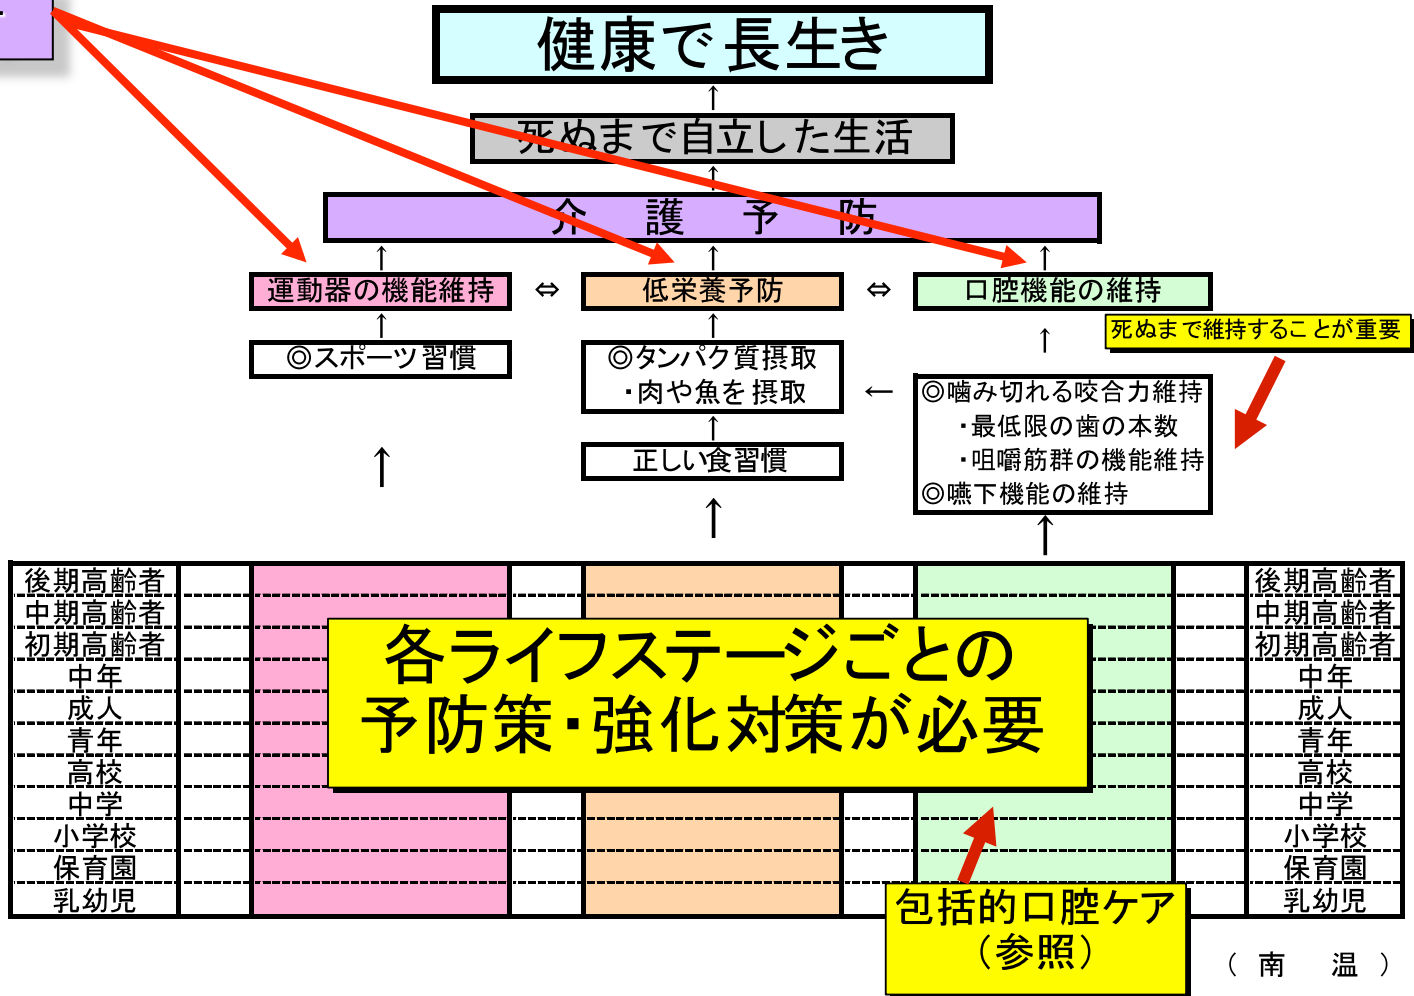 健康で長生き
↑
死ぬまで自立した生活
↑
介護予防
↑ ↑ ↑
運動器の機能維持 ⇔ 低栄養予防 ⇔ 口腔機能の維持
死ぬまで維持することが重要
↑ ↑ ↑
◎スポーツ習慣
◎タンパク質摂取
・肉や魚を摂取
←
◎噛み切れる咬合力維持
・最低限の歯の本数
・咀嚼筋群の機能維持
◎嚥下機能の維持
↑
正しい食習慣
↑ ↑ ↑
後期高齢者 後期高齢者
中期高齢者 中期高齢者
初期高齢者 初期高齢者
中年 中年
成人 成人
青年 青年
高校 高校
中学 中学
小学校 小学校
保育園 保育園
乳幼児 乳幼児
各ライフステージごとの
予防策・強化対策が必要
包括的口腔ケア
（参照）
（南 温）